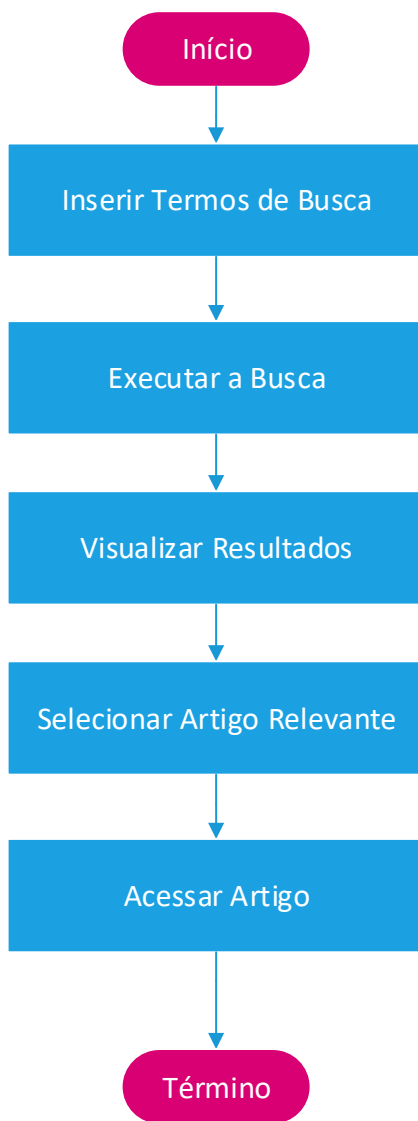 Início
Inserir Termos de Busca
Executar a Busca
Visualizar Resultados
Selecionar Artigo Relevante
Acessar Artigo
Término